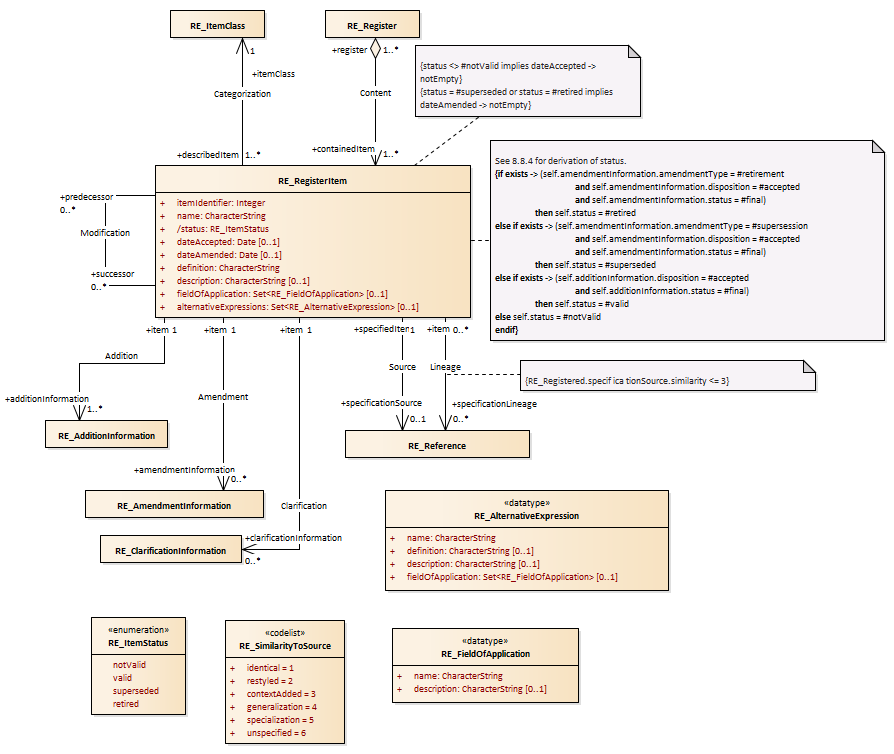 RE_ItemClass
RE_Register
1
+itemClass
Categorization
+describedItem 1..*
+register 1..*
Content
+containedItem
1..*
{status <> #notValid implies dateAccepted ->
notEmpty}
{status = #superseded or status = #retired implies
dateAmended -> notEmpty}
RE_RegisterItem
+ itemIdentifier: Integer
+ name: CharacterString
+ /status: RE_ItemStatus
+ dateAccepted: Date [0..1]
+ dateAmended: Date [0..1]
+ definition: CharacterString
+ description: CharacterString [0..1]
+ fieldOfApplication: Set<RE_FieldOfApplication> [0..1]
+ alternativeExpressions: Set<RE_AlternativeExpression> [0..1]
+predecessor
0..*
Modification
+successor
0..*
See 8.8.4 for derivation of status.
{if exists -> (self.amendmentInformation.amendmentType = #retirement
and self.amendmentInformation.disposition = #accepted
and self.amendmentInformation.status = #final)
then self.status = #retired
else if exists -> (self.amendmentInformation.amendmentType = #supersession
and self.amendmentInformation.disposition = #accepted
and self.amendmentInformation.status = #final)
then self.status = #superseded
else if exists -> (self.additionInformation.disposition = #accepted
and self.additionInformation.status = #final)
then self.status = #valid
else self.status = #notValid
endif}
+item 1
+item 1
+item 1
+specifiedItem 1
+item 0..*
Addition
+additionInformation
1..*
RE_AdditionInformation
Amendment
+amendmentInformation
0..*
RE_AmendmentInformation
Clarification
+clarificationInformation
0..*
RE_ClarificationInformation
Source
+specificationSource
0..1
Lineage
+specificationLineage
0..*
RE_Reference
{RE_Registered.specific ationSource.similarity <= 3}
«datatype»
RE_AlternativeExpression
+ name: CharacterString
+ definition: CharacterString [0..1]
+ description: CharacterString [0..1]
+ fieldOfApplication: Set<RE_FieldOfApplication> [0..1]
«enumeration»
RE_ItemStatus
notValid
valid
superseded
retired
«codelist»
RE_SimilarityToSource
+ identical = 1
+ restyled = 2
+ contextAdded = 3
+ generalization = 4
+ specialization = 5
+ unspecified = 6
«datatype»
RE_FieldOfApplication
+ name: CharacterString
+ description: CharacterString [0..1]